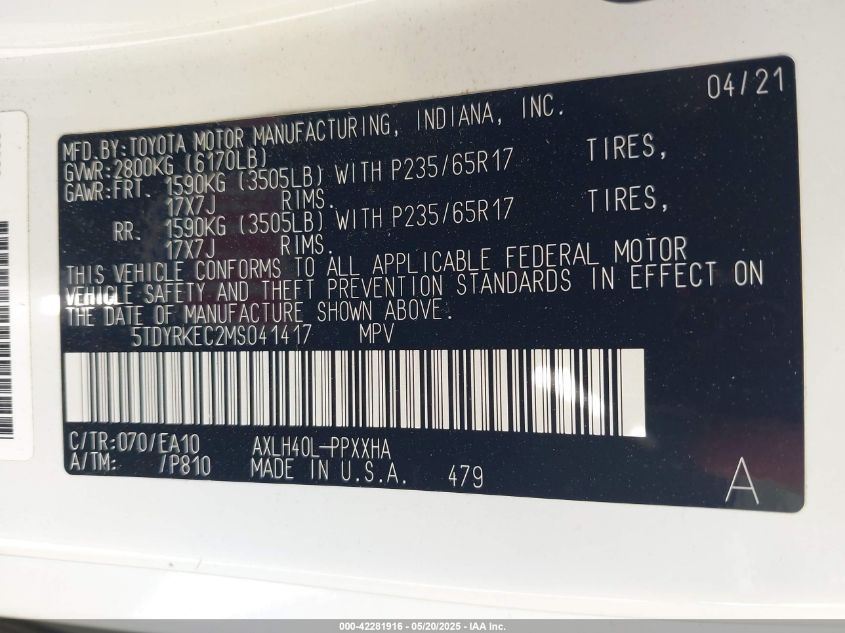 04/21
MFD.BY:TOYOTA MOTOR MANUFACTURING, INDIANA, INC.
GVWR:2800KG (6170LB)
GAWR:FRT. 1590KG (3505LB) WITH P235/65R17 TIRES,
17X7J RIMS.
RR. 1590KG (3505LB) WITH P235/65R17 TIRES,
17X7J RIMS.
THIS VEHICLE CONFORMS TO ALL APPLICABLE FEDERAL MOTOR
VEHICLE SAFETY AND THEFT PREVENTION STANDARDS IN EFFECT ON
THE DATE OF MANUFACTURE SHOWN ABOVE.
5TDYRKEC2MS041417 MPV
C/TR:070/EA10 AXLH40L-PPXXHA
A/TM: /P810 MADE IN U.S.A. 479
A
000-42281916 - 05/20/2025 - IAA Inc.